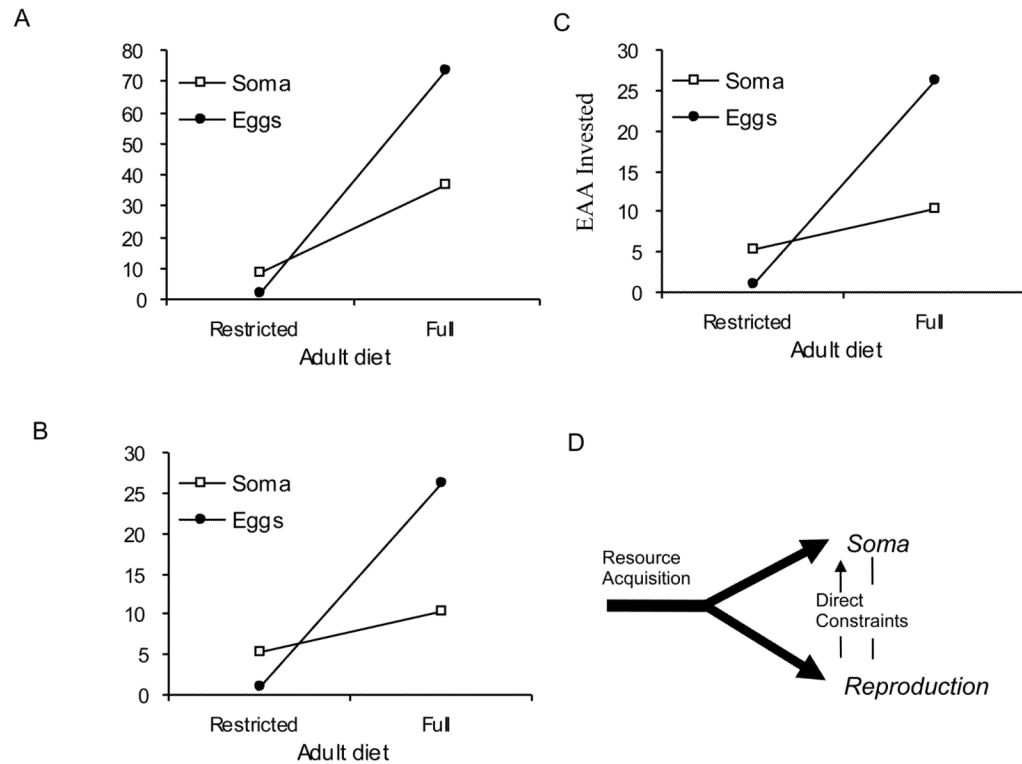 A
80
70
60
50
40
30
20
10
0
Soma
Eggs
Restricted
Full
Adult diet
C
30
25
20
15
10
5
0
EAA Invested
Soma
Eggs
Restricted
Full
Adult diet
B
30
25
20
15
10
5
0
Soma
Eggs
Restricted
Full
Adult diet
D
Resource
Acquisition
Soma
Direct
Constraints
Reproduction